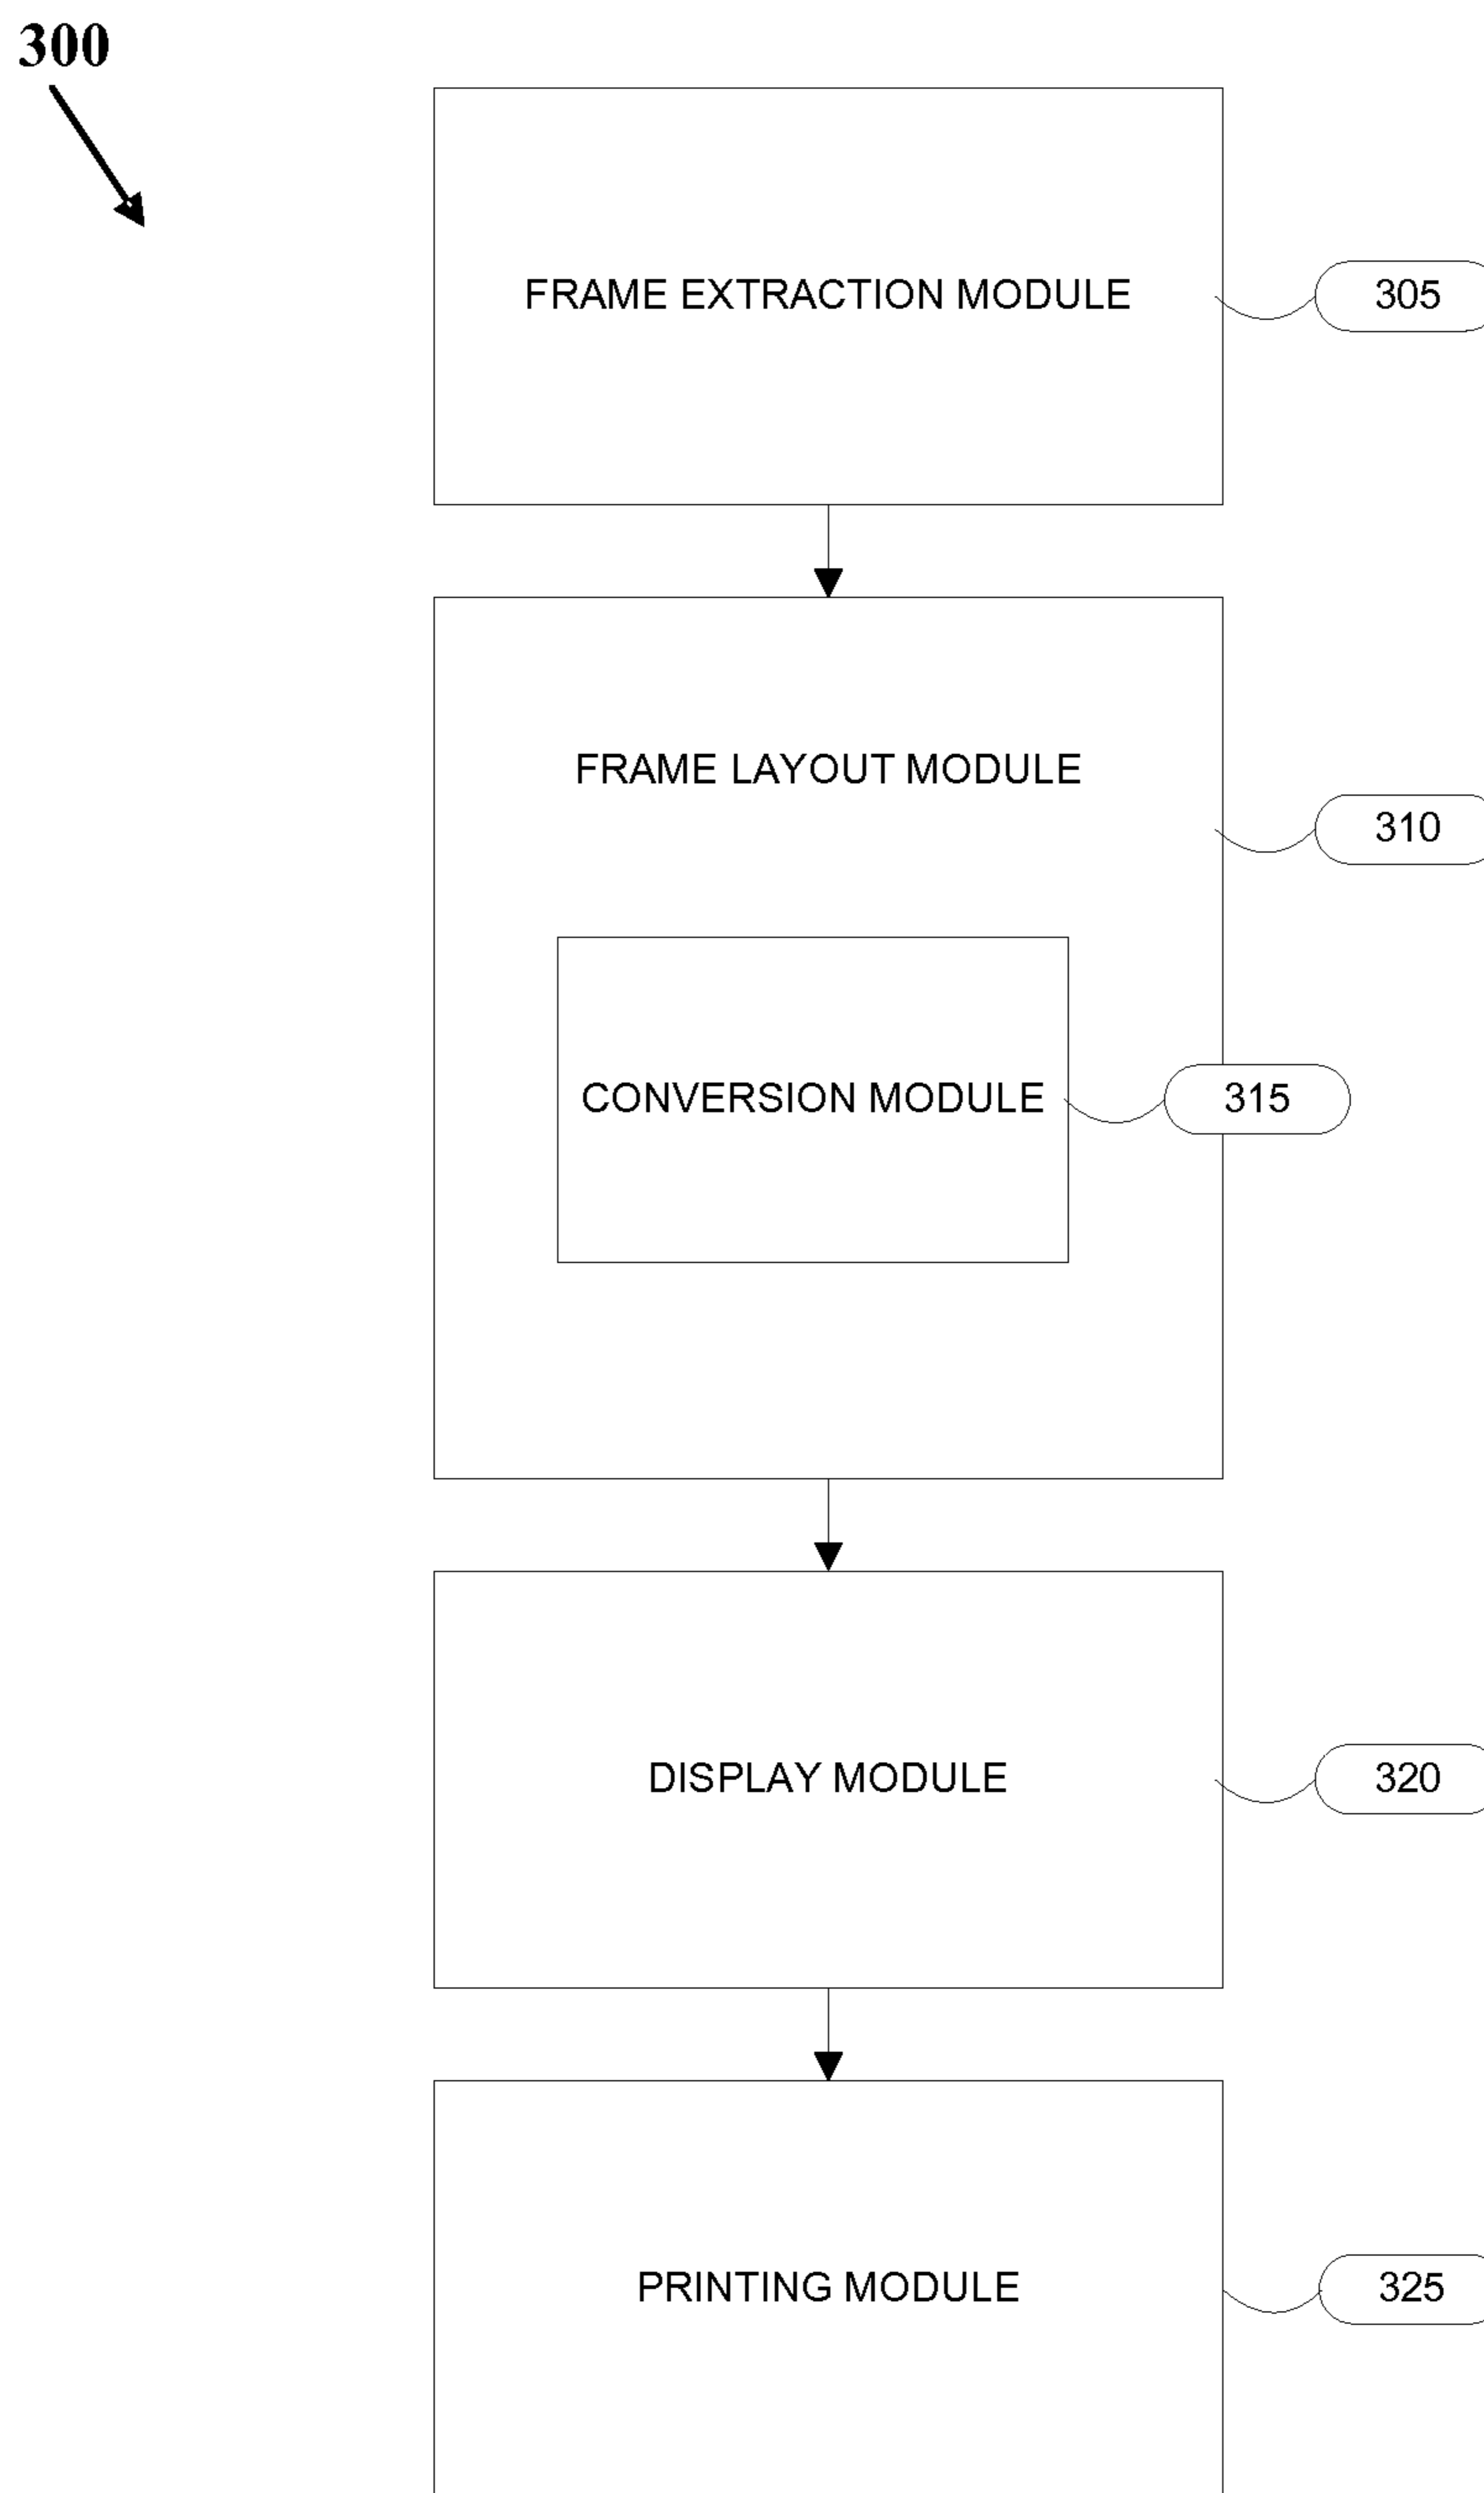 300
FRAME EXTRACTION MODULE
305
FRAME LAYOUT MODULE
310
CONVERSION MODULE
315
DISPLAY MODULE
320
PRINTING MODULE
325